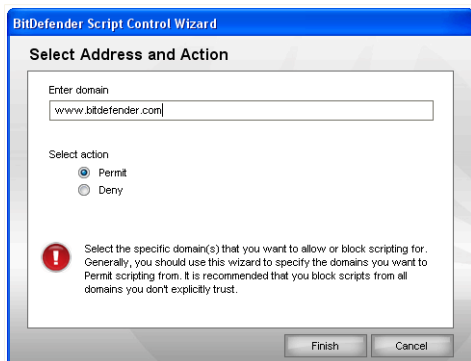 BitDefender Script Control Wizard
Select Address and Action
Enter domain
www.bitdefender.com
Select action
Permit
Deny
Select the specific domain(s) that you want to allow or block scripting for.
Generally, you should use this wizard to specify the domains you want to
Permit scripting from. It is recommended that you block scripts from all
domains you don't explicitly trust.
Finish Cancel